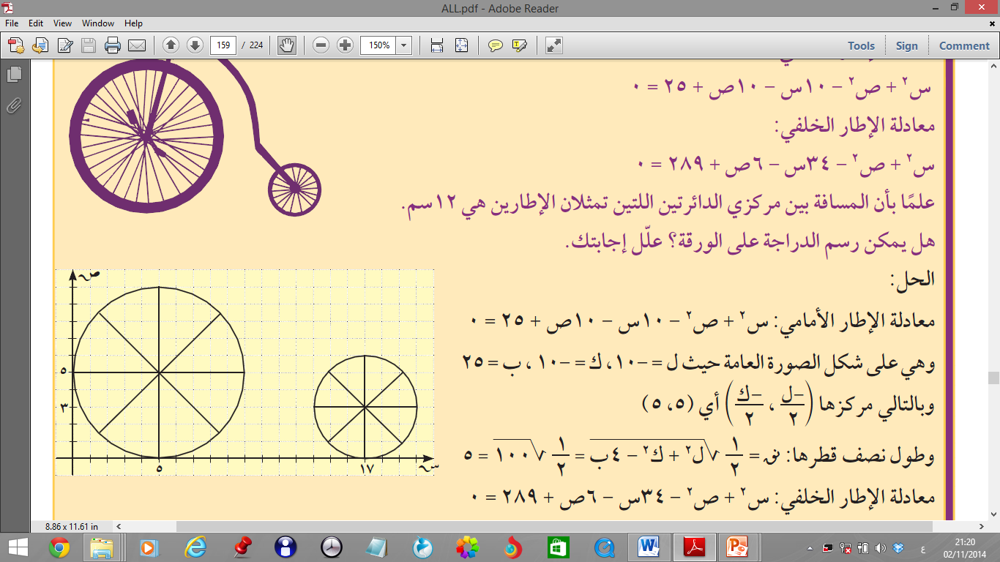 ALL.pdf - Adobe Reader
File Edit View Window Help
159 / 224 150% Tools Sign Comment
س٢ + ص٢ – ١٠س – ١٠ص + ٢٥ = ٠
معادلة الإطار الخلفي:
س٢ + ص٢ – ٣٤س – ٦ص + ٢٨٩ = ٠
علمًا بأن المسافة بين مركزي الدائرتين اللتين تمثلان الإطارين هي ١٢سم.
هل يمكن رسم الدراجة على الورقة؟ علّل إجابتك.
الحل:
معادلة الإطار الأمامي: س٢ + ص٢ – ١٠س – ١٠ص + ٢٥ = ٠
وهي على شكل الصورة العامة حيث ل = –١٠، ك = –١٠ ، ب = ٢٥
وبالتالي مركزها (–ل/٢ ، –ك/٢) أي (٥، ٥)
وطول نصف قطرها: نق = ١/٢ √ل٢ + ك٢ – ٤ب = ١/٢ √١٠٠ = ٥
معادلة الإطار الخلفي: س٢ + ص٢ – ٣٤س – ٦ص + ٢٨٩ = ٠
ص
٥
٣
٥
١٧
س
8.86 x 11.61 in
ع
21:20
02/11/2014